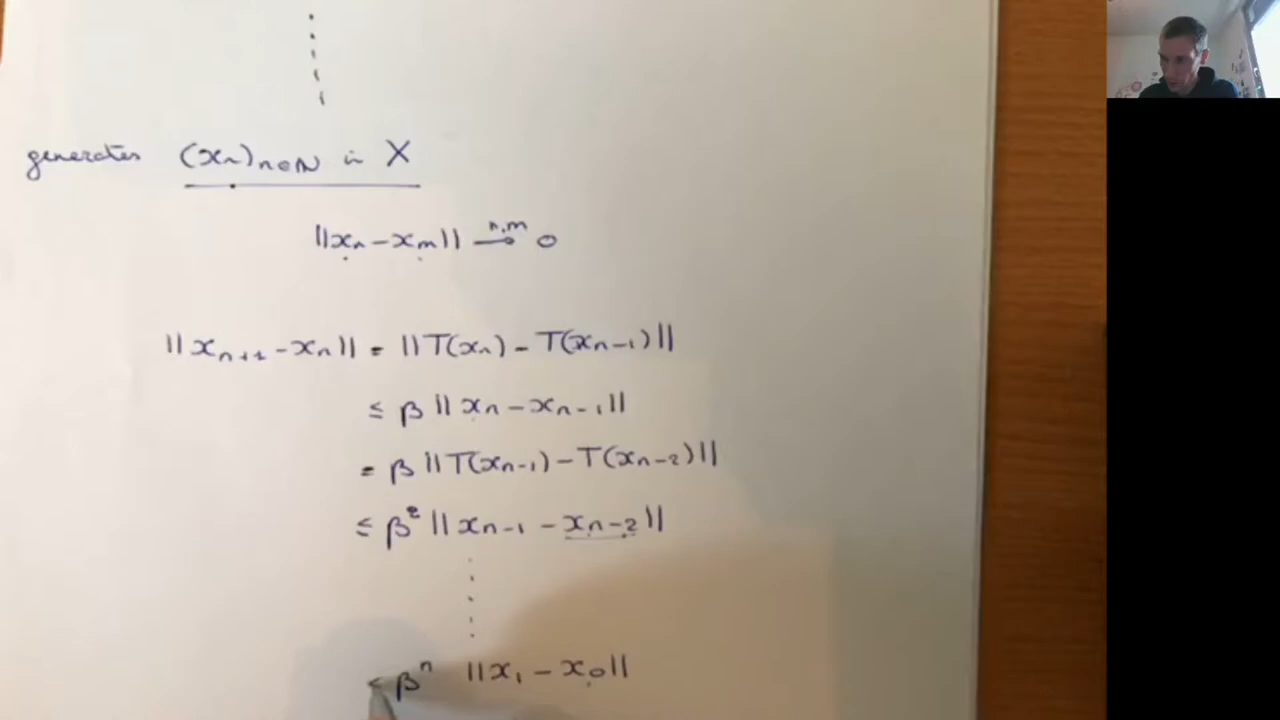 generates (xn)n∈ℕ in X
||xn - xm|| →n,m 0
||xn+1 - xn|| = ||T(xn) - T(xn-1)||
≤ β ||xn - xn-1||
= β ||T(xn-1) - T(xn-2)||
≤ β² ||xn-1 - xn-2||
≤ βⁿ ||x1 - x0||